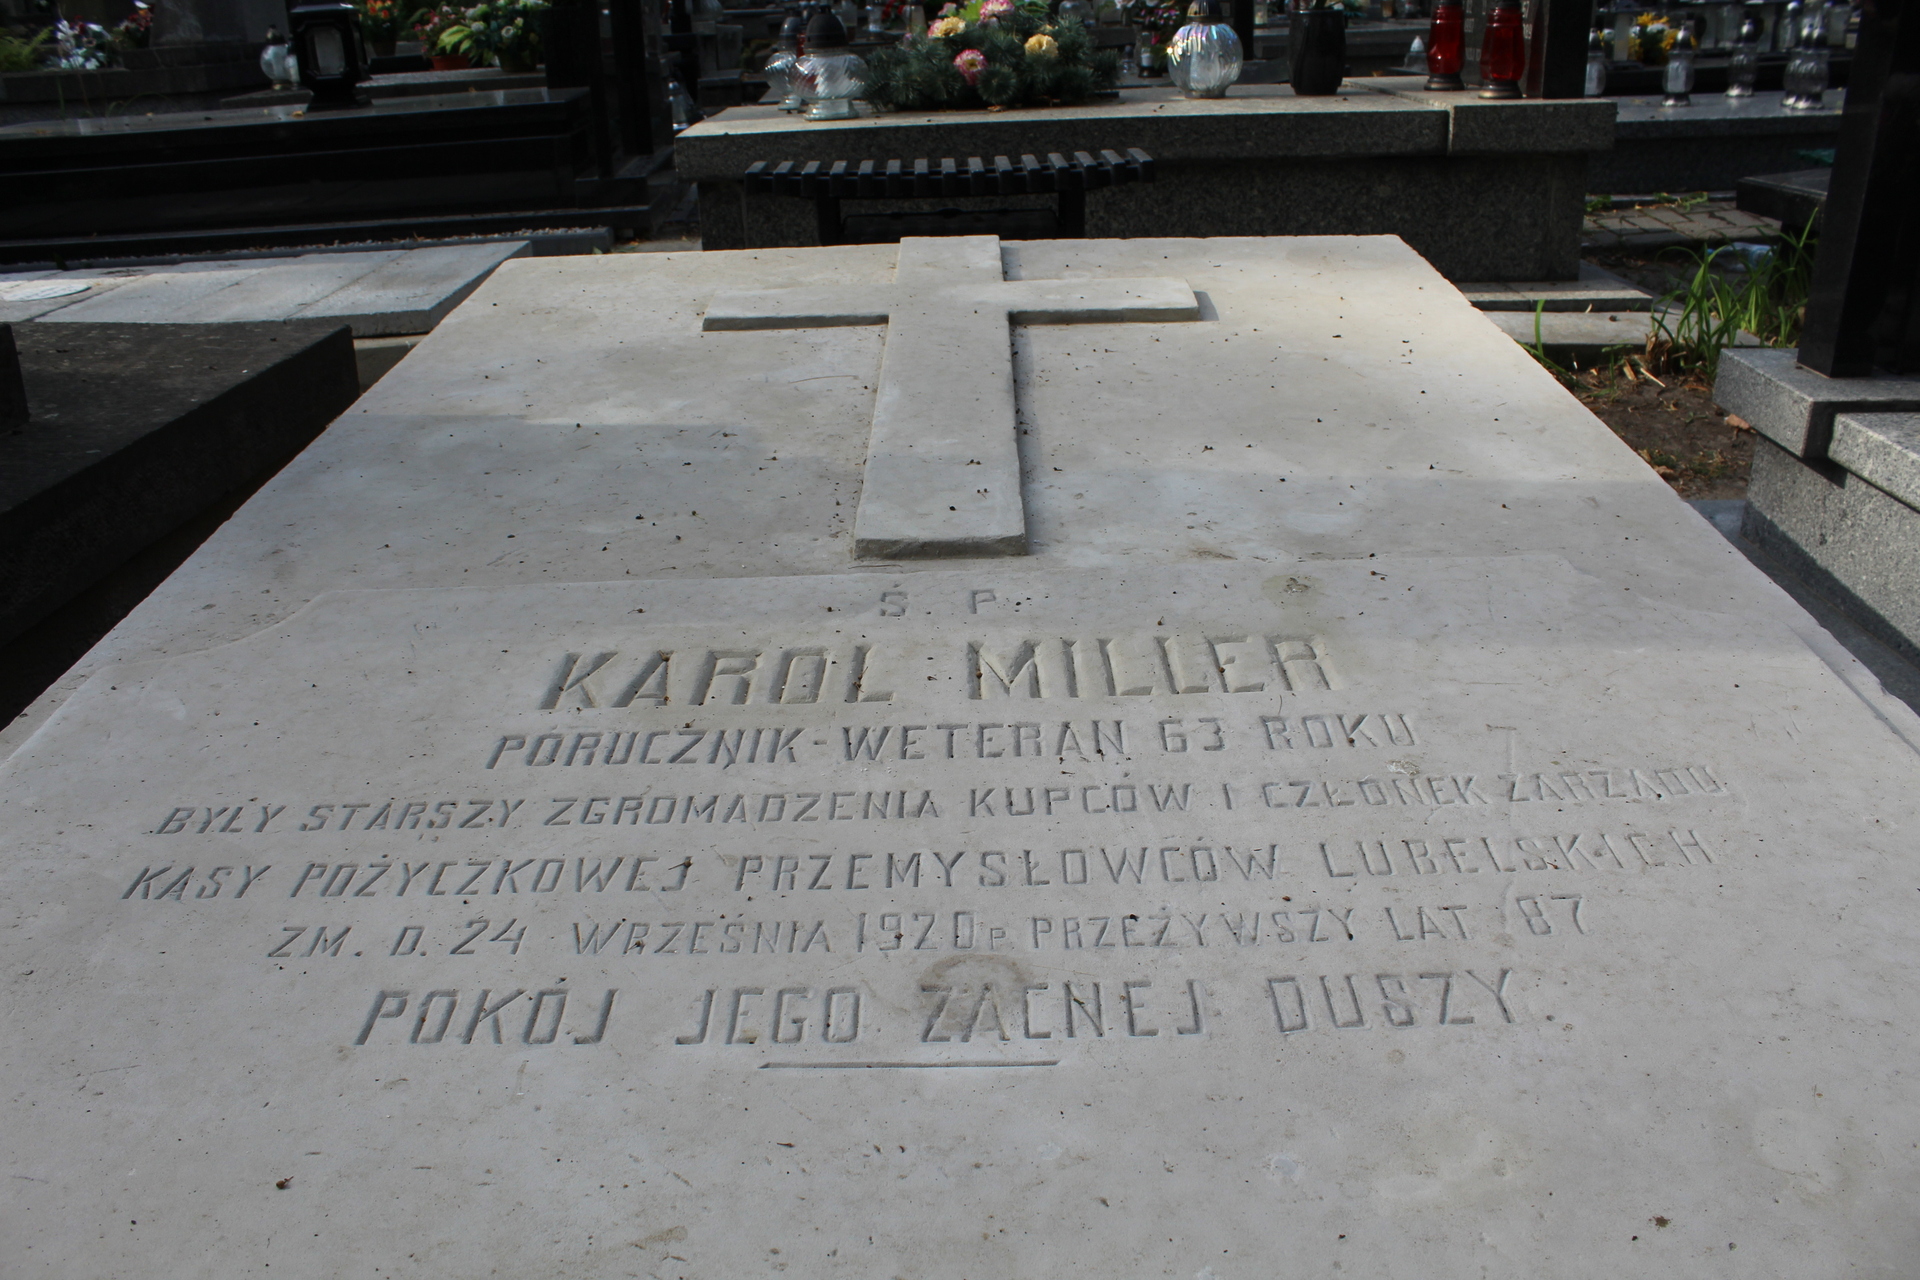 Ś. P.
KAROL MILLER
PORUCZNIK-WETERAN 63 ROKU
BYŁY STARSZY ZGROMADZENIA KUPCÓW I CZŁONEK ZARZĄDU
KASY POŻYCZKOWEJ PRZEMYSŁOWCÓW LUBELSKICH
ZM. D. 24 WRZEŚNIA 1920 R PRZEŻYWSZY LAT 87
POKÓJ JEGO ZACNEJ DUSZY.